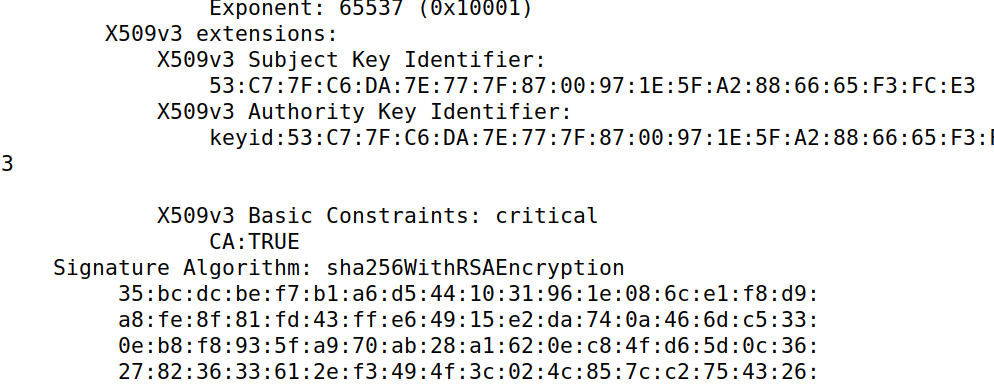 Exponent: 65537 (0x10001)
X509v3 extensions:
X509v3 Subject Key Identifier:
53:C7:7F:C6:DA:7E:77:7F:87:00:97:1E:5F:A2:88:66:65:F3:FC:E3
X509v3 Authority Key Identifier:
keyid:53:C7:7F:C6:DA:7E:77:7F:87:00:97:1E:5F:A2:88:66:65:F3:F
3
X509v3 Basic Constraints: critical
CA:TRUE
Signature Algorithm: sha256WithRSAEncryption
35:bc:dc:be:f7:b1:a6:d5:44:10:31:96:1e:08:6c:e1:f8:d9:
a8:fe:8f:81:fd:43:ff:e6:49:15:e2:da:74:0a:46:6d:c5:33:
0e:b8:f8:93:5f:a9:70:ab:28:a1:62:0e:c8:4f:d6:5d:0c:36:
27:82:36:33:61:2e:f3:49:4f:3c:02:4c:85:7c:c2:75:43:26: